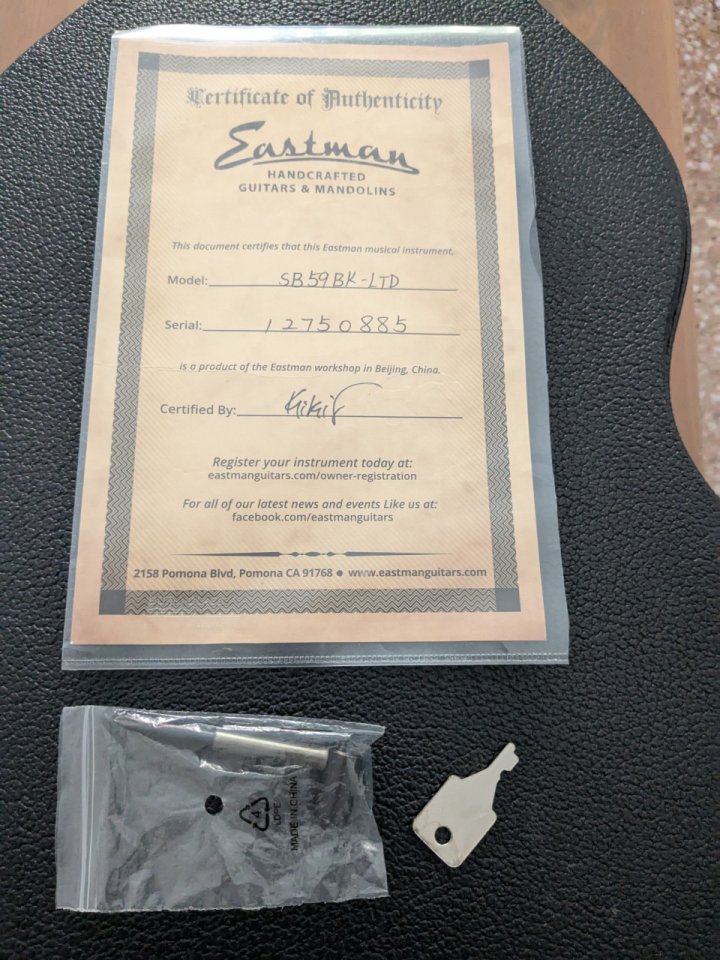 Certificate of Authenticity
Eastman
HANDCRAFTED
GUITARS & MANDOLINS
This document certifies that this Eastman musical instrument,
Model: SB59BK-LTD
Serial: 12750885
is a product of the Eastman workshop in Beijing, China.
Certified By:
Register your instrument today at:
eastmanguitars.com/owner-registration
For all of our latest news and events Like us at:
facebook.com/eastmanguitars
2158 Pomona Blvd, Pomona CA 91768 ● www.eastmanguitars.com
4
LDPE
MADE IN CHINA